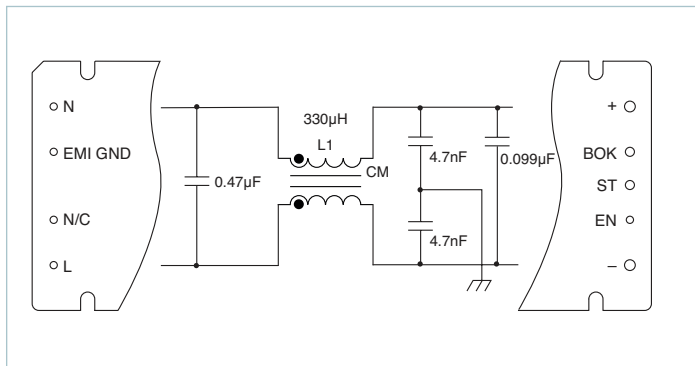 N
EMI GND
N/C
L
0.47µF
330µH
L1
CM
4.7nF
4.7nF
0.099µF
+
BOK
ST
EN
–